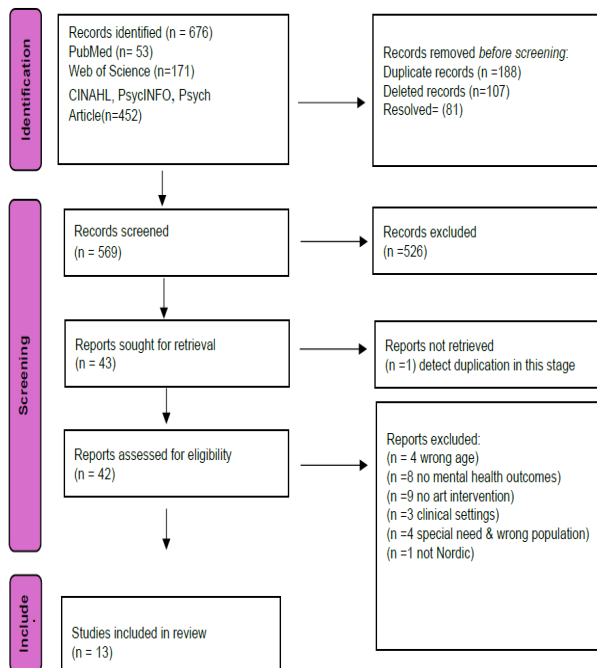 Identification
Records identified (n = 676)
PubMed (n= 53)
Web of Science (n=171)
CINAHL, PsycINFO, Psych
Article(n=452)
Records removed before screening:
Duplicate records (n =188)
Deleted records (n=107)
Resolved= (81)
Screening
Records screened
(n = 569)
Records excluded
(n =526)
Reports sought for retrieval
(n = 43)
Reports not retrieved
(n =1) detect duplication in this stage
Reports assessed for eligibility
(n = 42)
Reports excluded:
(n = 4 wrong age)
(n =8 no mental health outcomes)
(n =9 no art intervention)
(n =3 clinical settings)
(n =4 special need & wrong population)
(n =1 not Nordic)
Include
Studies included in review
(n = 13)